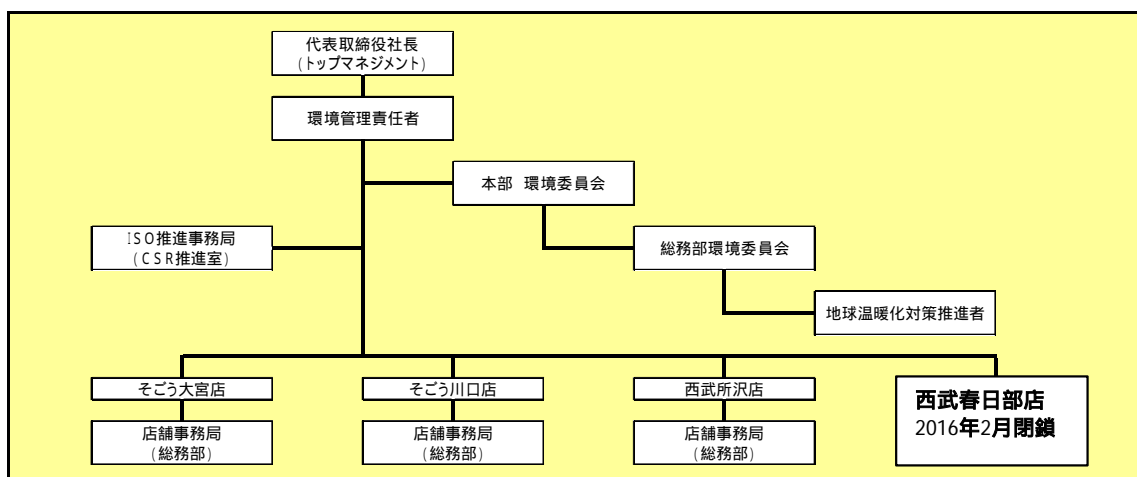 代表取締役社長
(トップマネジメント)
環境管理責任者
本部 環境委員会
ISO推進事務局
(CSR推進室)
総務部環境委員会
地球温暖化対策推進者
そごう大宮店
そごう川口店
西武所沢店
西武春日部店
2016年2月閉鎖
店舗事務局
(総務部)
店舗事務局
(総務部)
店舗事務局
(総務部)